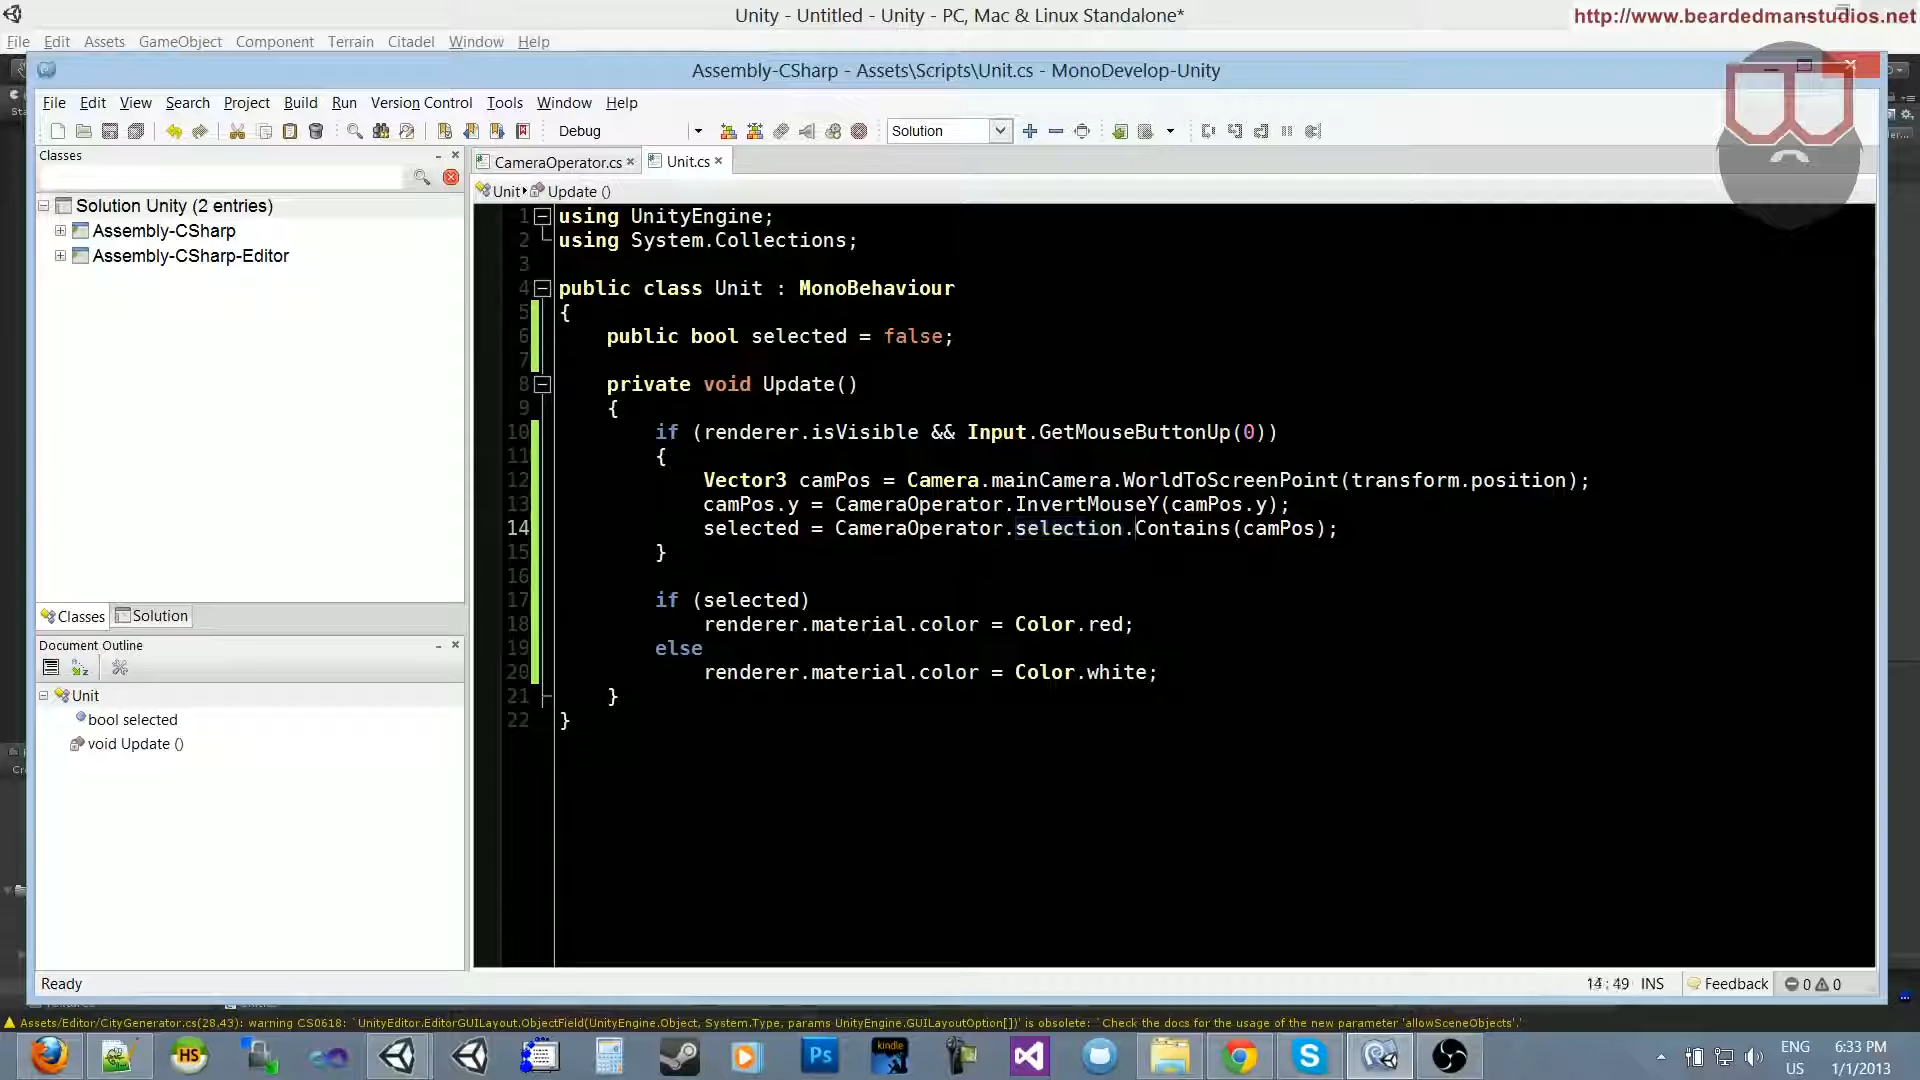 Unity - Untitled - Unity - PC, Mac & Linux Standalone*
http://www.beardedmanstudios.net
File Edit Assets GameObject Component Terrain Citadel Window Help
Assembly-CSharp - Assets\Scripts\Unit.cs - MonoDevelop-Unity
File Edit View Search Project Build Run Version Control Tools Window Help
Debug
Solution
Classes
CameraOperator.cs
Unit.cs
Unit
Update ()
Solution Unity (2 entries)
Assembly-CSharp
Assembly-CSharp-Editor
1 using UnityEngine;
2 using System.Collections;
3
4 public class Unit : MonoBehaviour
5 {
6 public bool selected = false;
7
8 private void Update()
9 {
10 if (renderer.isVisible && Input.GetMouseButtonUp(0))
11 {
12 Vector3 camPos = Camera.mainCamera.WorldToScreenPoint(transform.position);
13 camPos.y = CameraOperator.InvertMouseY(camPos.y);
14 selected = CameraOperator.selection.Contains(camPos);
15 }
16
17 if (selected)
18 renderer.material.color = Color.red;
19 else
20 renderer.material.color = Color.white;
21 }
22 }
Classes Solution
Document Outline
Unit
bool selected
void Update ()
Ready
14 : 49 INS
Feedback
0 0
Assets/Editor/CityGenerator.cs(28,43): warning CS0618: `UnityEditor.EditorGUILayout.ObjectField(UnityEngine.Object, System.Type, params UnityEngine.GUILayoutOption[])' is obsolete: `Check the docs for the usage of the new parameter 'allowSceneObjects'.'
HS
Ps
kindle
ENG
US
6:33 PM
1/1/2013